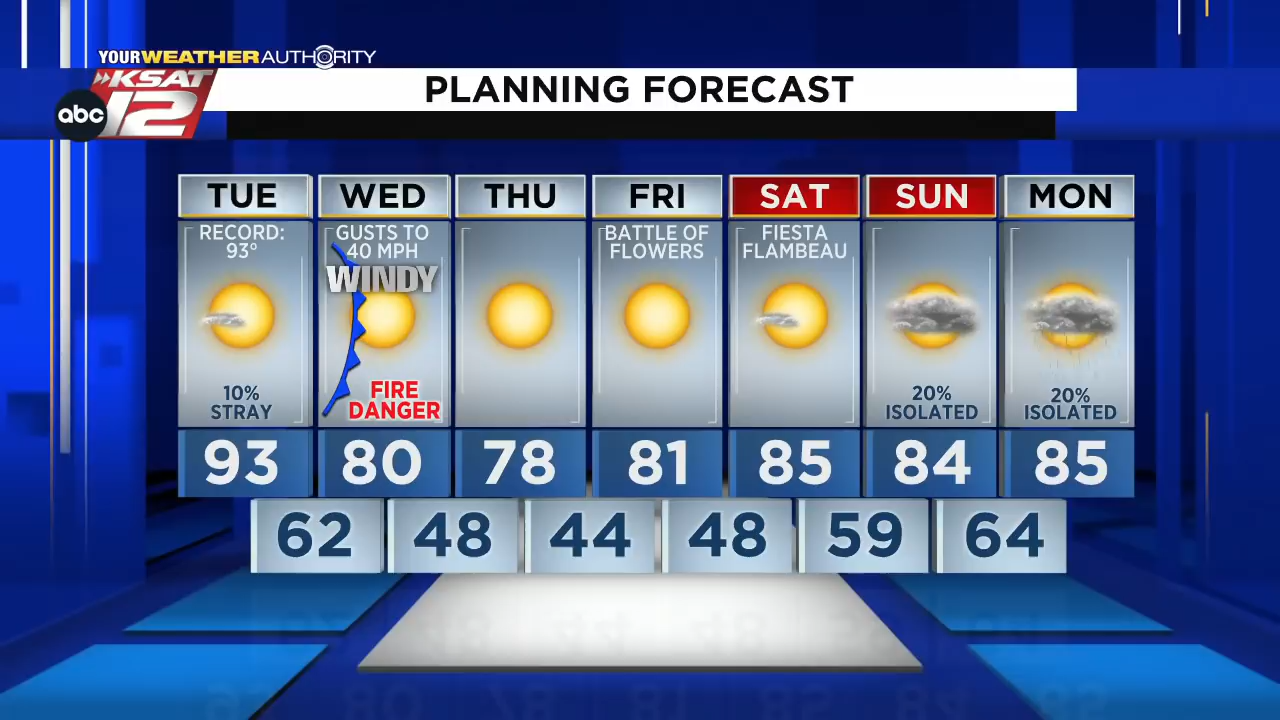 YOURWEATHERAUTHORITY
KSAT
abc
12
PLANNING FORECAST
TUE
WED
THU
FRI
SAT
SUN
MON
RECORD:
93°
GUSTS TO
40 MPH
WINDY
BATTLE OF
FLOWERS
FIESTA
FLAMBEAU
10%
STRAY
FIRE
DANGER
20%
ISOLATED
20%
ISOLATED
93
80
78
81
85
84
85
62
48
44
48
59
64